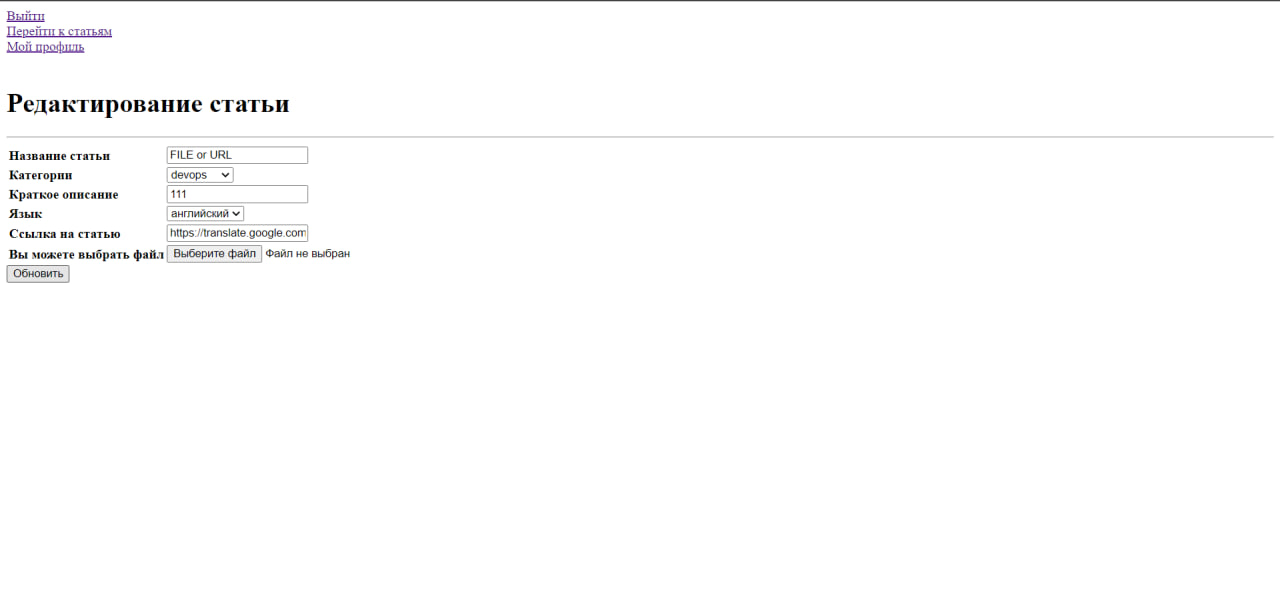 Выйти
Перейти к статьям
Мой профиль
Редактирование статьи
Название статьи FILE or URL
Категории devops
Краткое описание 111
Язык английский
Ссылка на статью https://translate.google.com
Вы можете выбрать файл Выберите файл Файл не выбран
Обновить